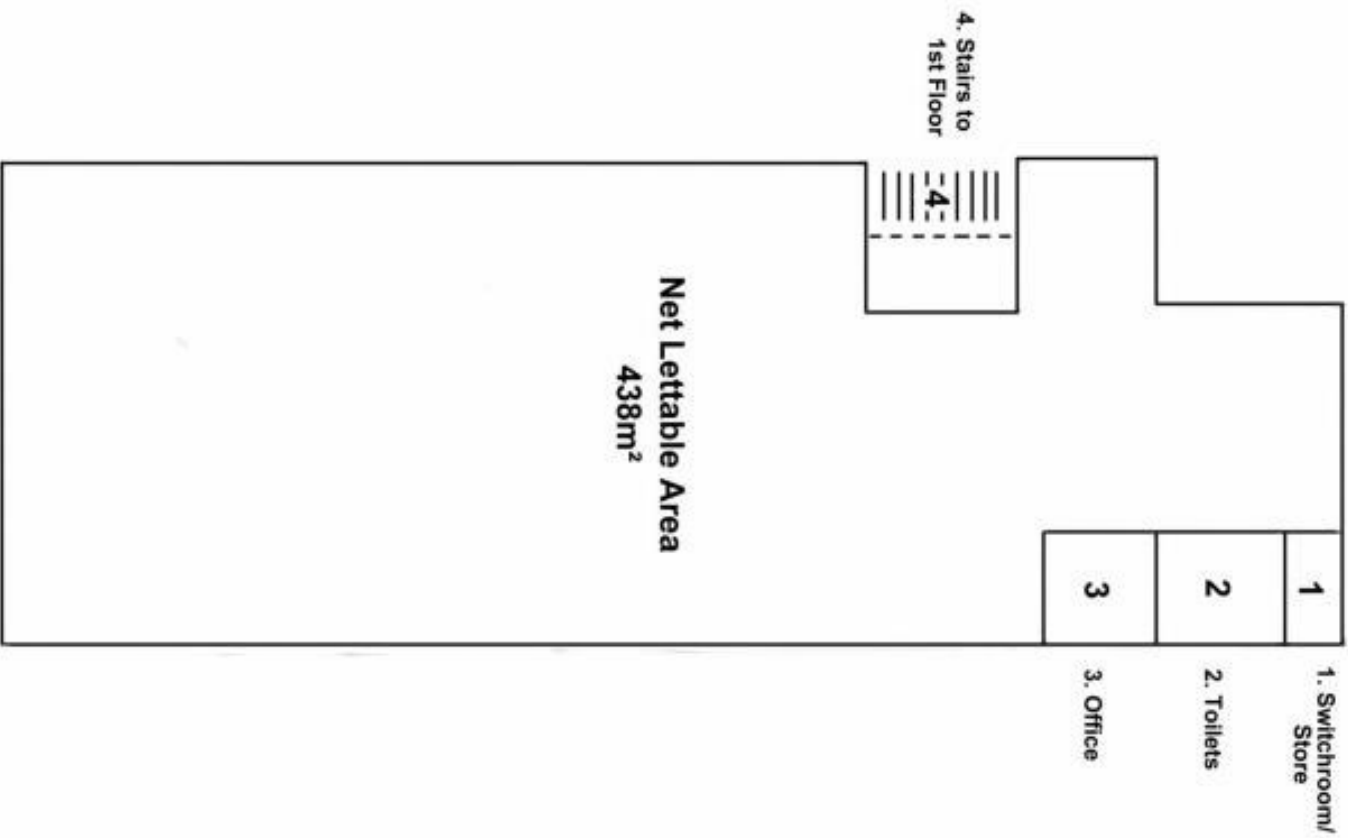 1. Switchroom/
Store
2. Toilets
3. Office
4. Stairs to
1st Floor
1
2
3
-4-
Net Lettable Area
438m²